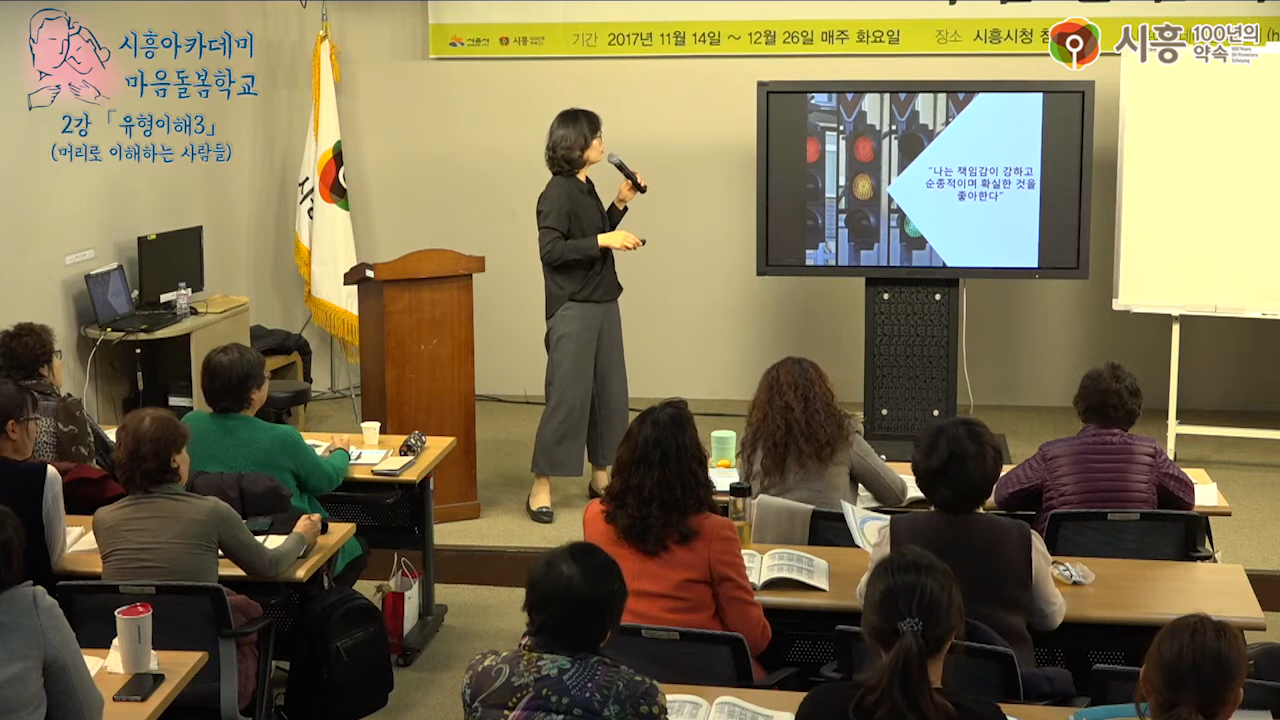 시흥아카데미
마음돌봄학교
2강 「유형이해3」
(머리로 이해하는 사람들)
시흥시
기간 2017년 11월 14일 ~ 12월 26일 매주 화요일
장소 시흥시청
시흥 100년의 약속
"나는 책임감이 강하고
순종적이며 확실한 것을
좋아한다"